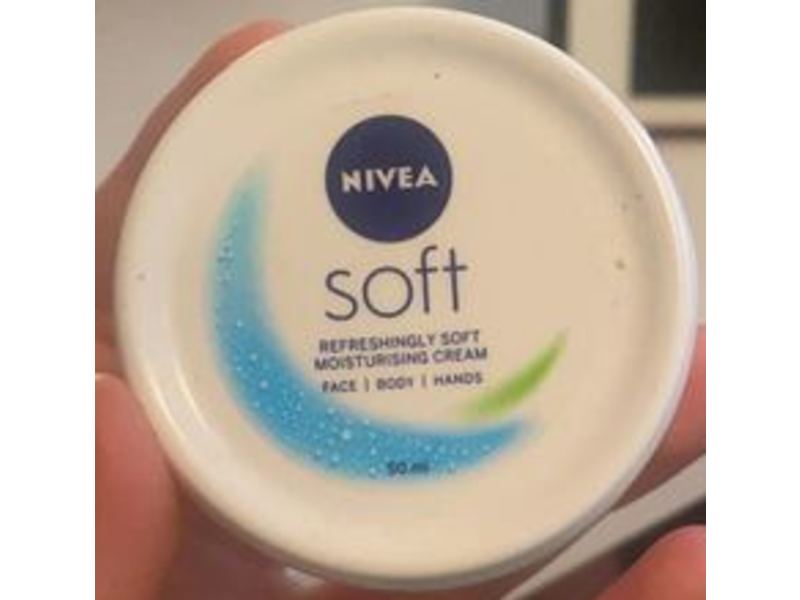 NIVEA
soft
REFRESHINGLY SOFT
MOISTURISING CREAM
FACE | BODY | HANDS
50 ml